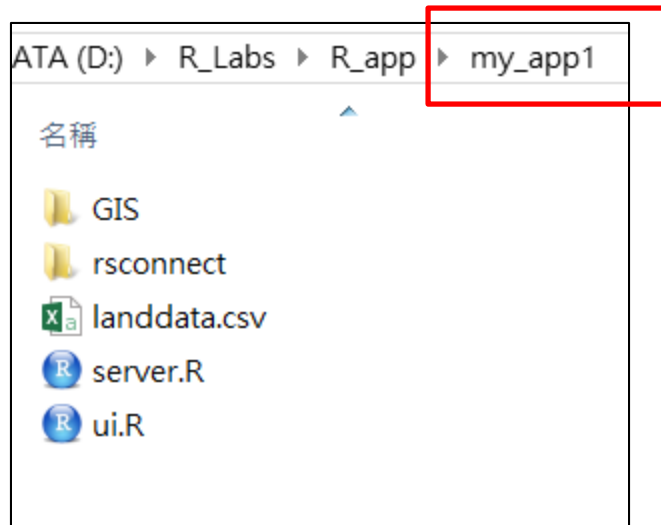 ATA (D:) ▸ R_Labs ▸ R_app ▸ my_app1
名稱
GIS
rsconnect
landdata.csv
server.R
ui.R